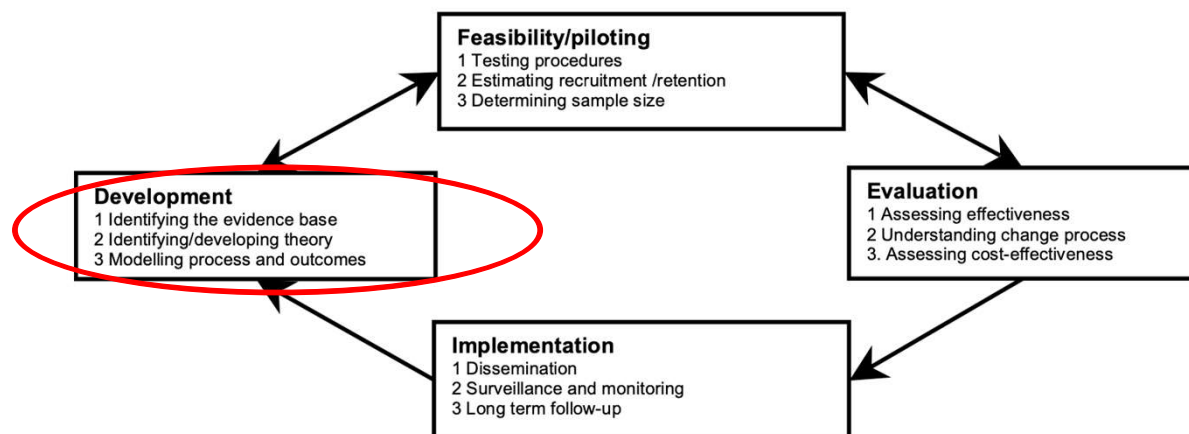 Feasibility/piloting
1 Testing procedures
2 Estimating recruitment /retention
3 Determining sample size
Development
1 Identifying the evidence base
2 Identifying/developing theory
3 Modelling process and outcomes
Evaluation
1 Assessing effectiveness
2 Understanding change process
3. Assessing cost-effectiveness
Implementation
1 Dissemination
2 Surveillance and monitoring
3 Long term follow-up